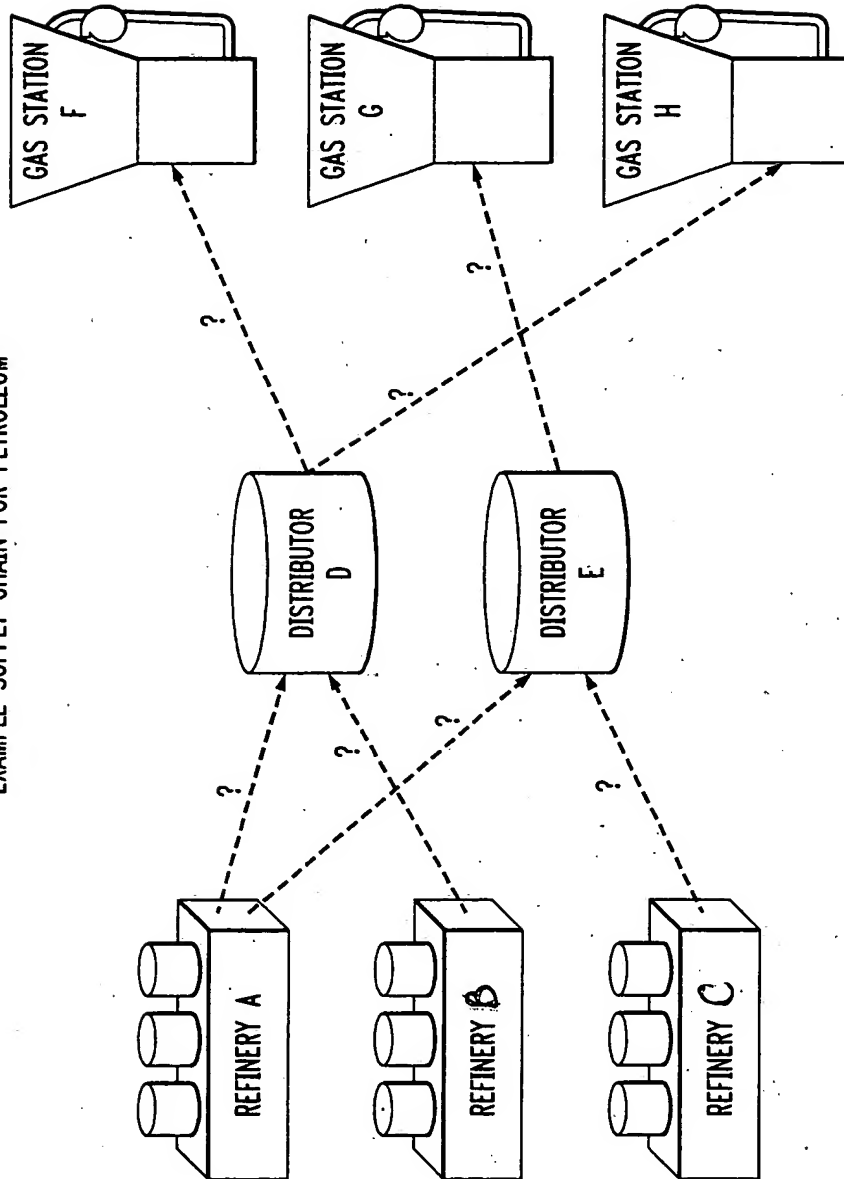 EXAMPLE SUPPLY CHAIN FOR PETROLEUM
REFINERY A
REFINERY B
REFINERY C
?
?
?
?
DISTRIBUTOR
D
DISTRIBUTOR
E
?
?
?
GAS STATION
F
GAS STATION
G
GAS STATION
H